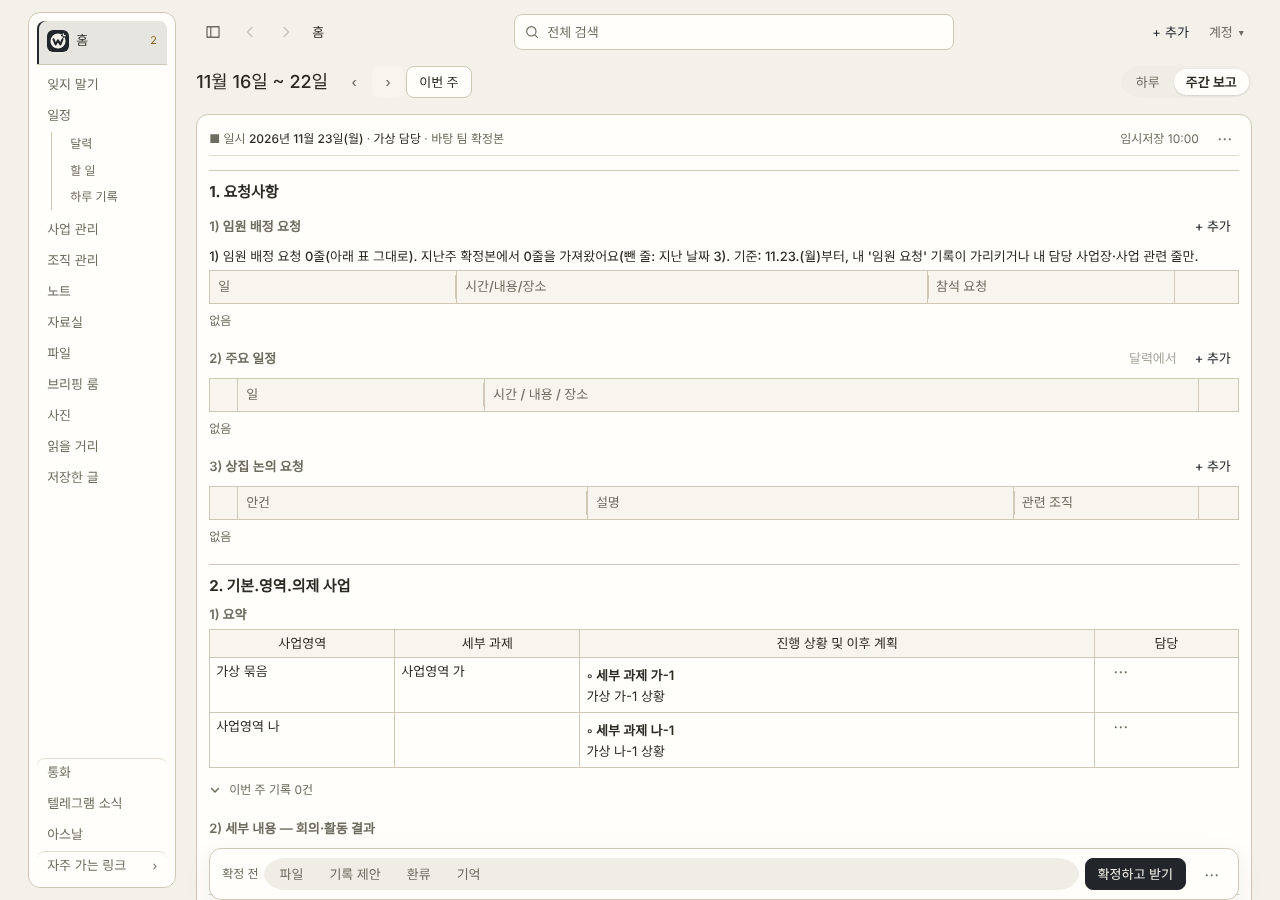 홈 2
잊지 말기
일정
달력
할 일
하루 기록
사업 관리
조직 관리
노트
자료실
파일
브리핑 룸
사진
읽을 거리
저장한 글
통화
텔레그램 소식
아스날
자주 가는 링크 ›
‹ › 홈
전체 검색
+ 추가 계정 ▾
11월 16일 ~ 22일 ‹ › 이번 주
하루 주간 보고
■ 일시 2026년 11월 23일(월) · 가상 담당 · 바탕 팀 확정본
임시저장 10:00 ···
1. 요청사항
1) 임원 배정 요청 + 추가
1) 임원 배정 요청 0줄(아래 표 그대로). 지난주 확정본에서 0줄을 가져왔어요(뺀 줄: 지난 날짜 3). 기준: 11.23.(월)부터, 내 '임원 요청' 기록이 가리키거나 내 담당 사업장·사업 관련 줄만.
일 시간/내용/장소 참석 요청
없음
2) 주요 일정 달력에서 + 추가
일 시간 / 내용 / 장소
없음
3) 상집 논의 요청 + 추가
안건 설명 관련 조직
없음
2. 기본.영역.의제 사업
1) 요약
사업영역 세부 과제 진행 상황 및 이후 계획 담당
가상 묶음 사업영역 가 ∘ 세부 과제 가-1 ···
가상 가-1 상황
사업영역 나 ∘ 세부 과제 나-1 ···
가상 나-1 상황
이번 주 기록 0건
2) 세부 내용 — 회의·활동 결과
확정 전 파일 기록 제안 환류 기억 확정하고 받기 ···